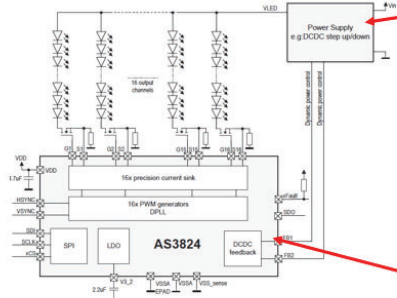 VLED
Vin
Power Supply
e.g:DCDC step up/down
16 output
channels
Dynamic power control
Dynamic power control
G1 S1 G2 S2 G15 S15 G16 S16
VDD
VDD
1.7uF
16x precision current sink
16x PWM generators
DPLL
HSYNC
VSYNC
xFault
SDO
SDI
SCLK
xCS
SPI
LDO
AS3824
DCDC
feedback
FB1
FB2
V3_2
VSSA
EPAD
VSSA
VSS_sense
2.2uF